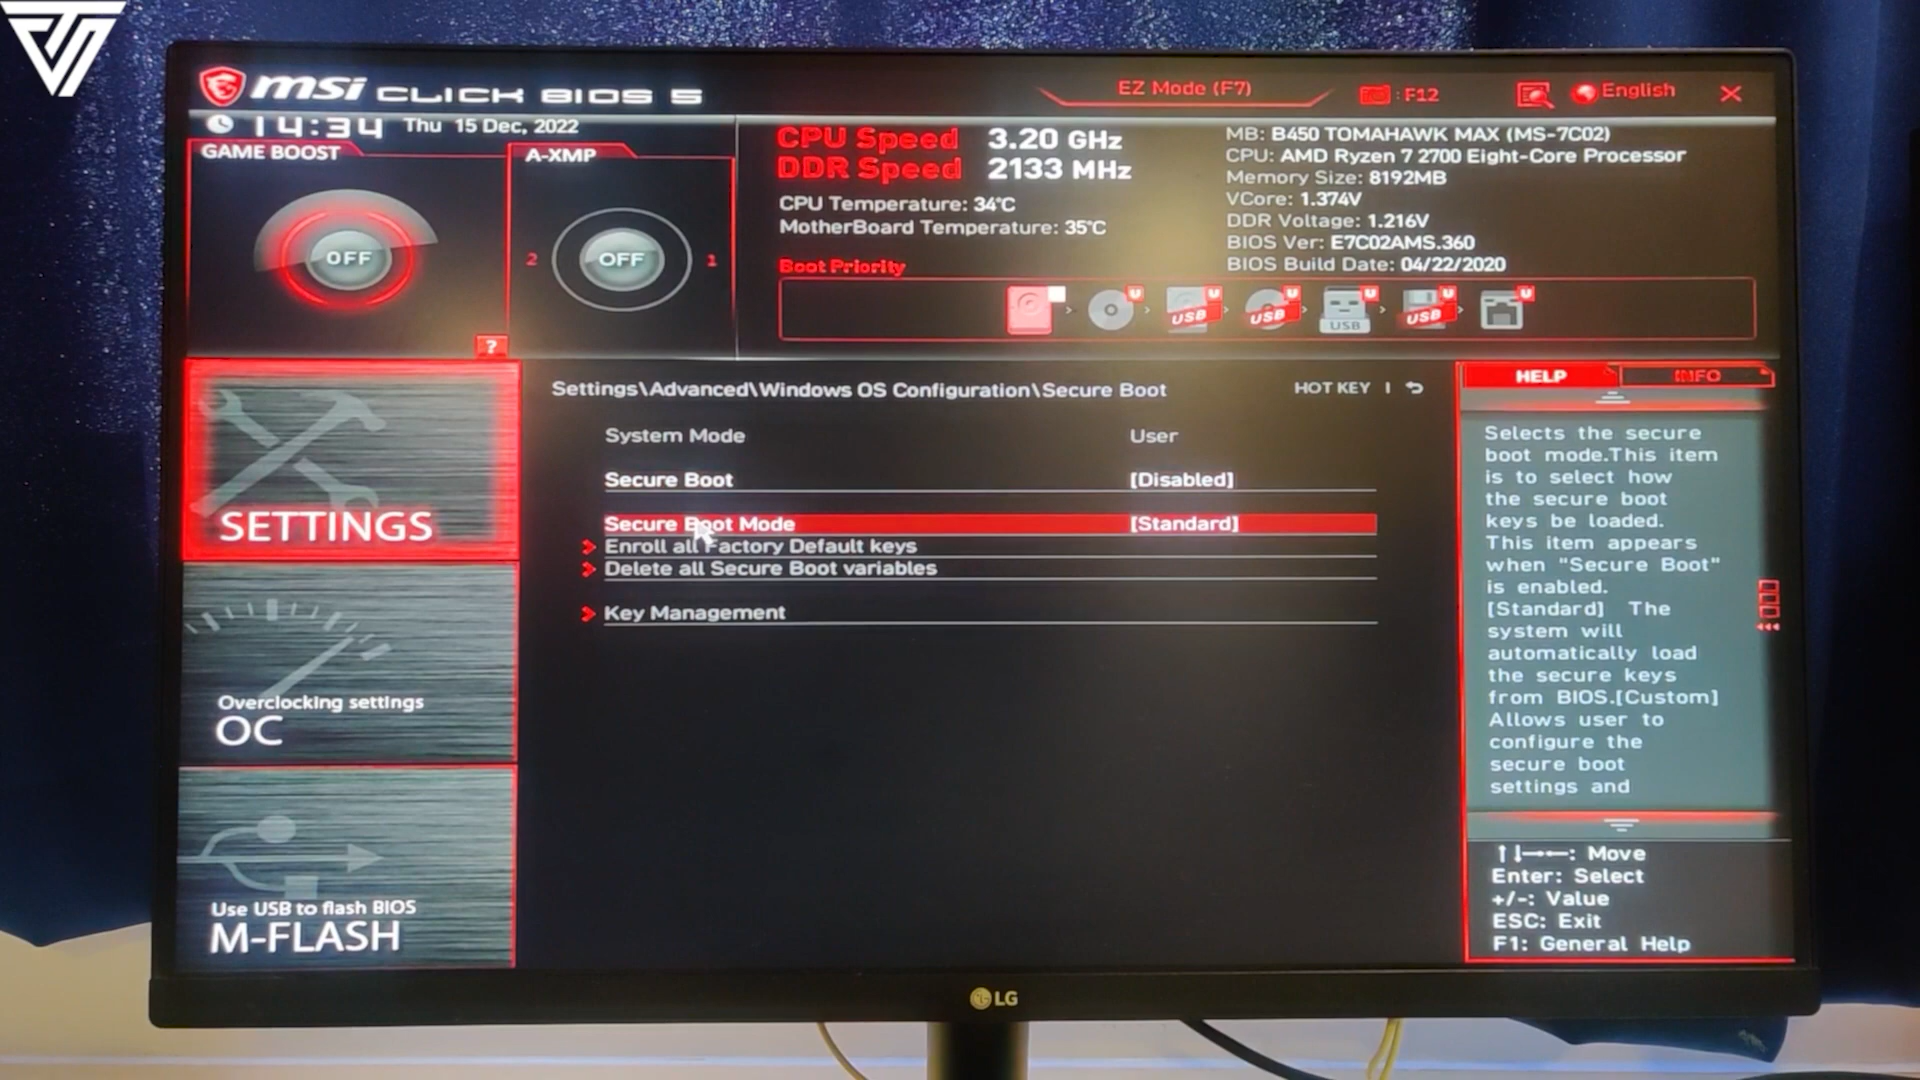 msi CLICK BIOS 5
EZ Mode (F7)
: F12
English
X
14:34 Thu 15 Dec, 2022
GAME BOOST
OFF
A-XMP
2
OFF
1
?
CPU Speed 3.20 GHz
DDR Speed 2133 MHz
CPU Temperature: 34°C
MotherBoard Temperature: 35°C
MB: B450 TOMAHAWK MAX (MS-7C02)
CPU: AMD Ryzen 7 2700 Eight-Core Processor
Memory Size: 8192MB
VCore: 1.374V
DDR Voltage: 1.216V
BIOS Ver: E7C02AMS.360
BIOS Build Date: 04/22/2020
Boot Priority
U U U U U U
USB USB USB USB
SETTINGS
Overclocking settings
OC
Use USB to flash BIOS
M-FLASH
Settings\Advanced\Windows OS Configuration\Secure Boot
HOT KEY |
System Mode User
Secure Boot [Disabled]
Secure Boot Mode [Standard]
Enroll all Factory Default keys
Delete all Secure Boot variables
Key Management
HELP
INFO
Selects the secure
boot mode.This item
is to select how
the secure boot
keys be loaded.
This item appears
when "Secure Boot"
is enabled.
[Standard] The
system will
automatically load
the secure keys
from BIOS.[Custom]
Allows user to
configure the
secure boot
settings and
↑↓→←: Move
Enter: Select
+/-: Value
ESC: Exit
F1: General Help
LG